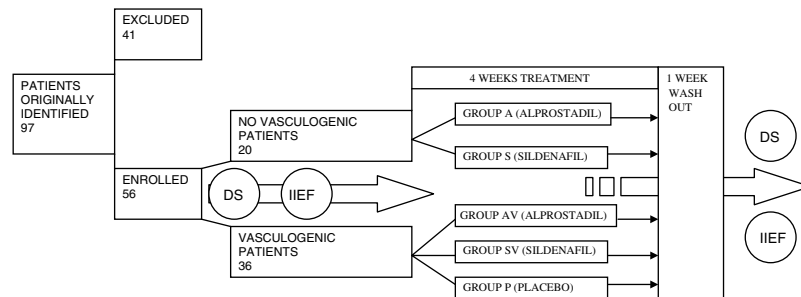 EXCLUDED
41
PATIENTS
ORIGINALLY
IDENTIFIED
97
ENROLLED
56
NO VASCULOGENIC
PATIENTS
20
DS
IIEF
VASCULOGENIC
PATIENTS
36
4 WEEKS TREATMENT
GROUP A (ALPROSTADIL)
GROUP S (SILDENAFIL)
GROUP AV (ALPROSTADIL)
GROUP SV (SILDENAFIL)
GROUP P (PLACEBO)
1 WEEK
WASH
OUT
DS
IIEF